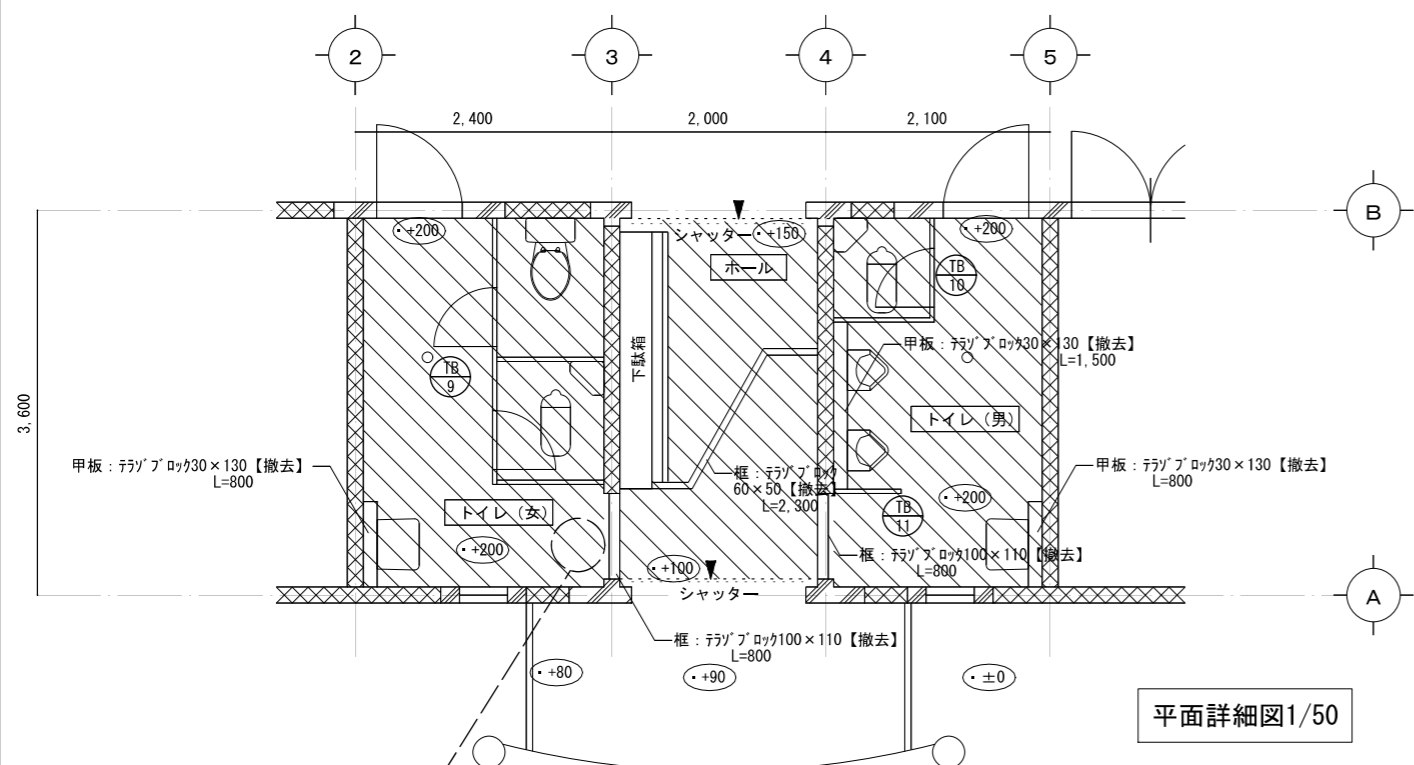 2
3
4
5
2,400
2,000
2,100
B
シャッター
・+200
・+150
・+200
ホール
TB
10
下駄箱
甲板：ﾃﾗｿﾞﾌﾞﾛｯｸ30×130【撤去】
L=1,500
TB
9
3,600
トイレ（男）
甲板：ﾃﾗｿﾞﾌﾞﾛｯｸ30×130【撤去】
L=800
框：ﾃﾗｿﾞﾌﾞﾛｯｸ
60×50【撤去】
L=2,300
甲板：ﾃﾗｿﾞﾌﾞﾛｯｸ30×130【撤去】
L=800
・+200
トイレ（女）
TB
11
・+200
框：ﾃﾗｿﾞﾌﾞﾛｯｸ100×110【撤去】
L=800
・+100
シャッター
A
框：ﾃﾗｿﾞﾌﾞﾛｯｸ100×110【撤去】
L=800
・+80
・+90
・±0
平面詳細図1/50